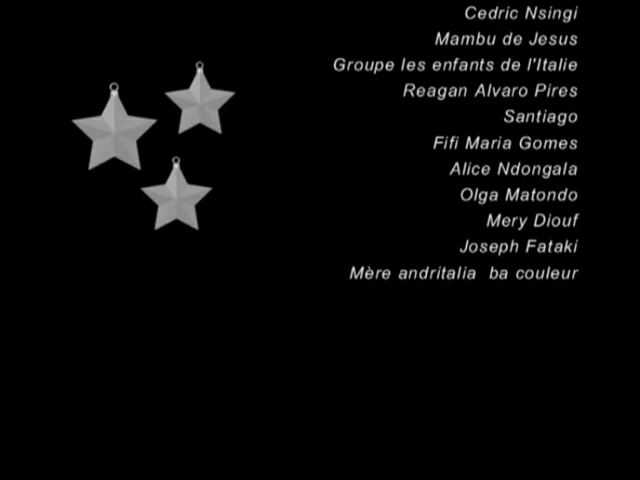 Cedric Nsingi
Mambu de Jesus
Groupe les enfants de l'Italie
Reagan Alvaro Pires
Santiago
Fifi Maria Gomes
Alice Ndongala
Olga Matondo
Mery Diouf
Joseph Fataki
Mère andritalia ba couleur